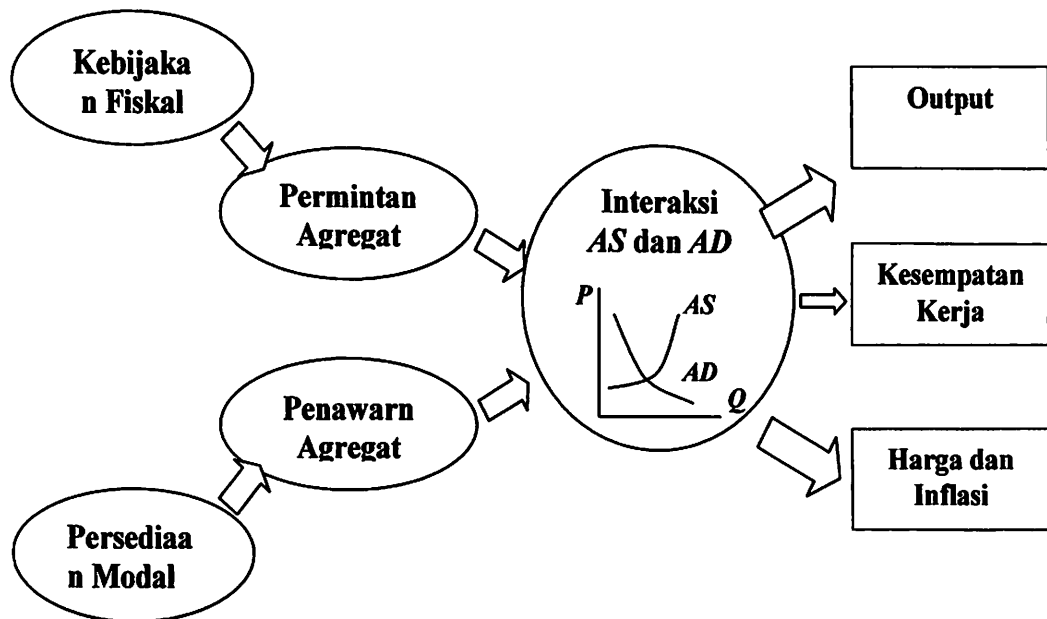 Kebijaka
n Fiskal
Permintan
Agregat
Penawarn
Agregat
Persediaa
n Modal
Interaksi
AS dan AD
P
AS
AD
Q
Output
Kesempatan
Kerja
Harga dan
Inflasi